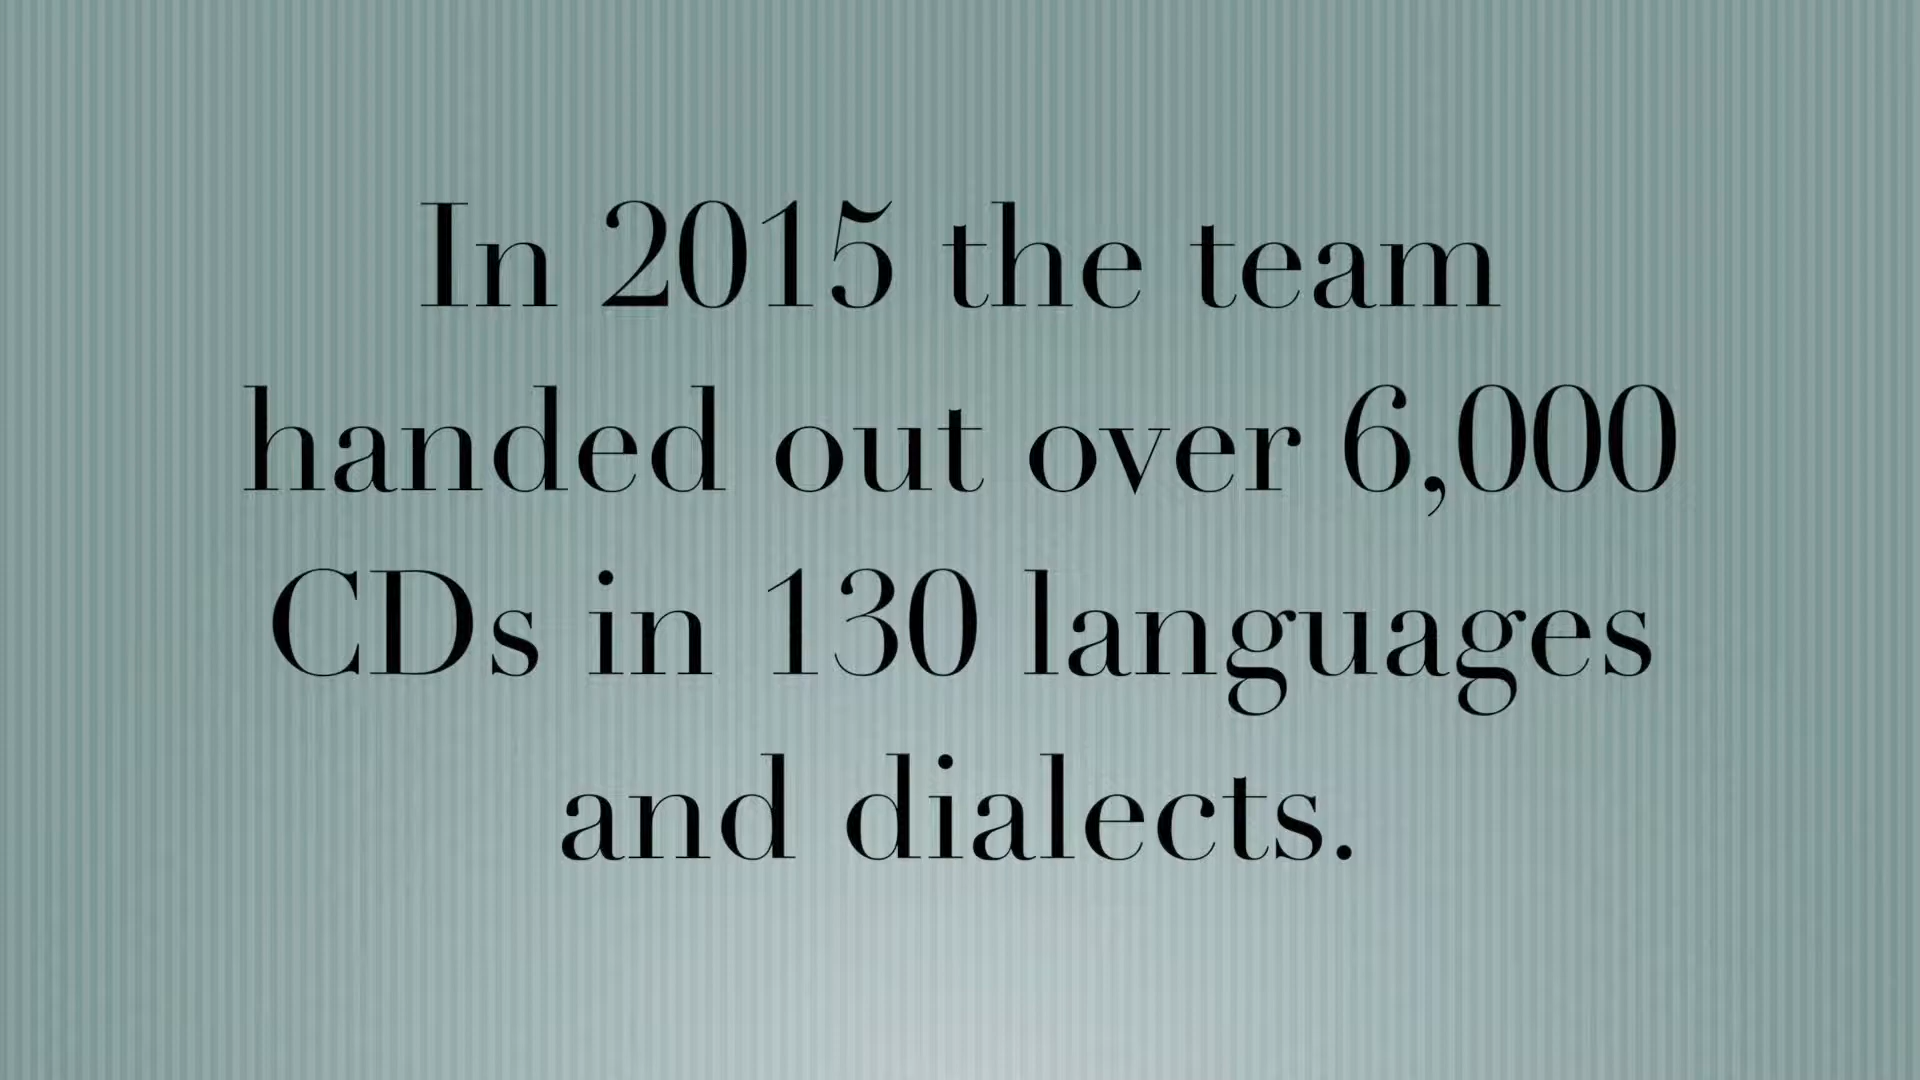 In 2015 the team
handed out over 6,000
CDs in 130 languages
and dialects.